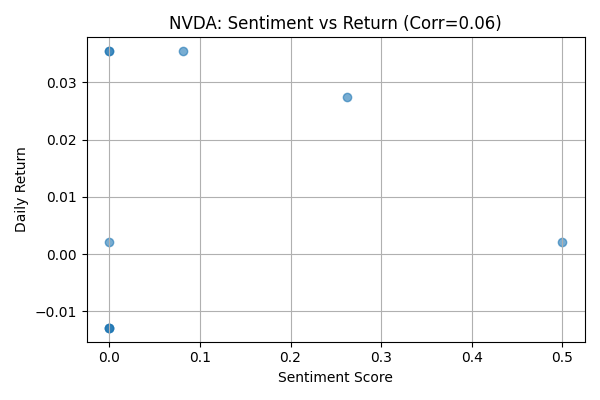 NVDA: Sentiment vs Return (Corr=0.06)
Daily Return
0.03
0.02
0.01
0.00
−0.01
0.0 0.1 0.2 0.3 0.4 0.5
Sentiment Score